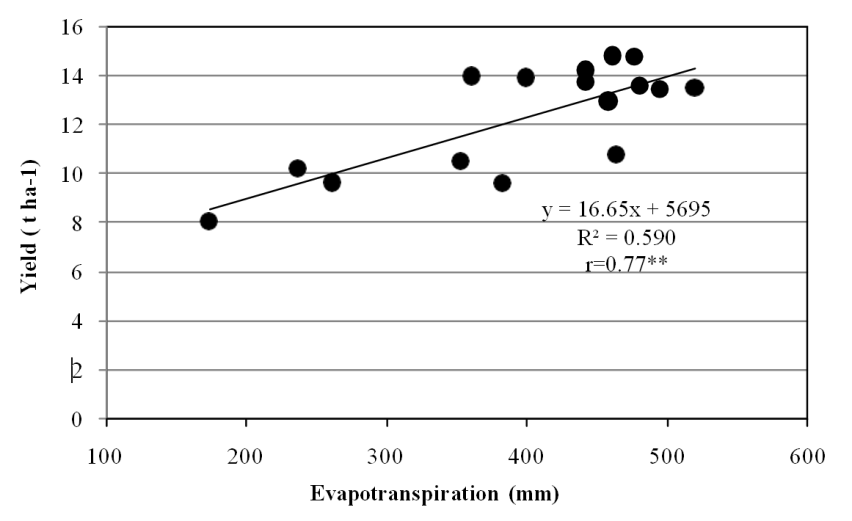 16
14
12
10
8
6
4
2
0
Yield ( t ha-1)
y = 16.65x + 5695
R² = 0.590
r=0.77**
100 200 300 400 500 600
Evapotranspiration (mm)